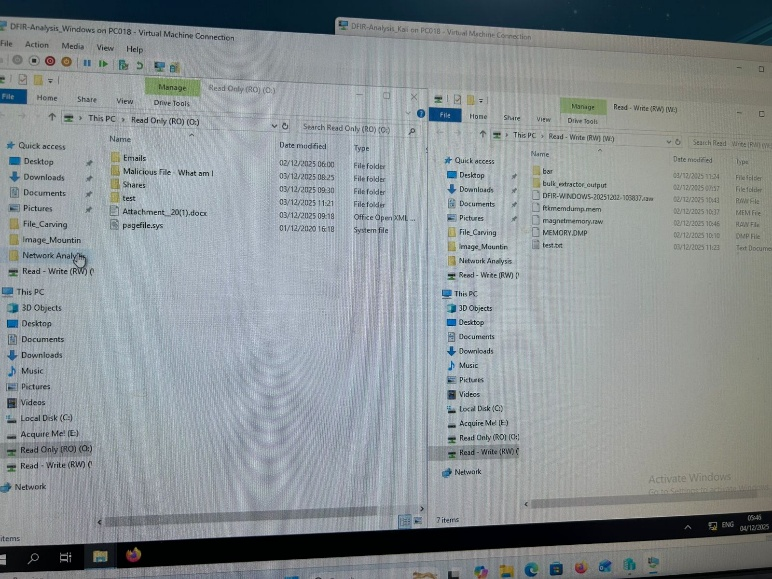 DFIR-Analysis_Windows on PC018 - Virtual Machine Connection
DFIR-Analysis_Kali on PC018 - Virtual Machine Connection
File Action Media View Help
Manage Read Only (RO) (O:)
File Home Share View Drive Tools
This PC Read Only (RO) (O:) Search Read Only (RO) (O:)
Name Date modified Type
Quick access
Desktop
Downloads
Documents
Pictures
File_Carving
Image_Mountin
Network Analysis
Read - Write (RW) (
This PC
3D Objects
Desktop
Documents
Downloads
Music
Pictures
Videos
Local Disk (C:)
Acquire Me! (E:)
Read Only (RO) (O:)
Read - Write (RW) (
Network
Emails 02/12/2025 06:00 File folder
Malicious File - What am I 03/12/2025 08:25 File folder
Shares 03/12/2025 09:30 File folder
test 03/12/2025 11:21 File folder
Attachment__20(1).docx 03/12/2025 09:18 Office Open XML ...
pagefile.sys 01/12/2020 16:18 System file
items
Manage Read - Write (RW) (W:)
File Home Share View Drive Tools
This PC Read - Write (RW) (W:) Search Read - Write (RW) (W:)
Name Date modified Type
Quick access
Desktop
Downloads
Documents
Pictures
File_Carving
Image_Mountin
Network Analysis
Read - Write (RW) (
This PC
3D Objects
Desktop
Documents
Downloads
Music
Pictures
Videos
Local Disk (C:)
Acquire Me! (E:)
Read Only (RO) (O:)
Read - Write (RW) (
Network
bar 03/12/2025 11:24 File folder
bulk_extractor_output 02/12/2025 07:57 File folder
DFIR-WINDOWS-20251202-103837.raw 02/12/2025 10:43 RAW File
ftkmemdump.mem 02/12/2025 10:37 MEM File
magnetmemory.raw 02/12/2025 10:46 RAW File
MEMORY.DMP 02/12/2025 10:18 DMP File
test.txt 03/12/2025 11:23 Text Docume
7 items
Activate Windows
ENG
05:46
04/12/2025